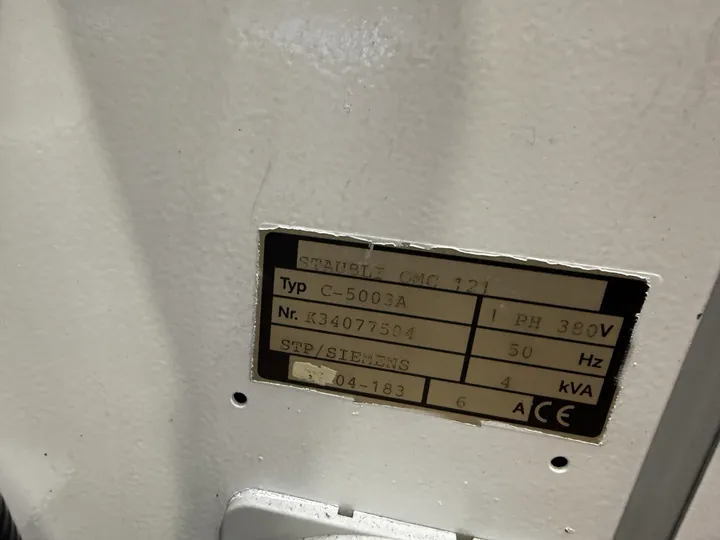 STAUBLI OMC 121
Typ C-5003A
1 PH 380V
Nr. K34077504
50 Hz
STP/SIEMENS
4 kVA
04-183
6 A CE